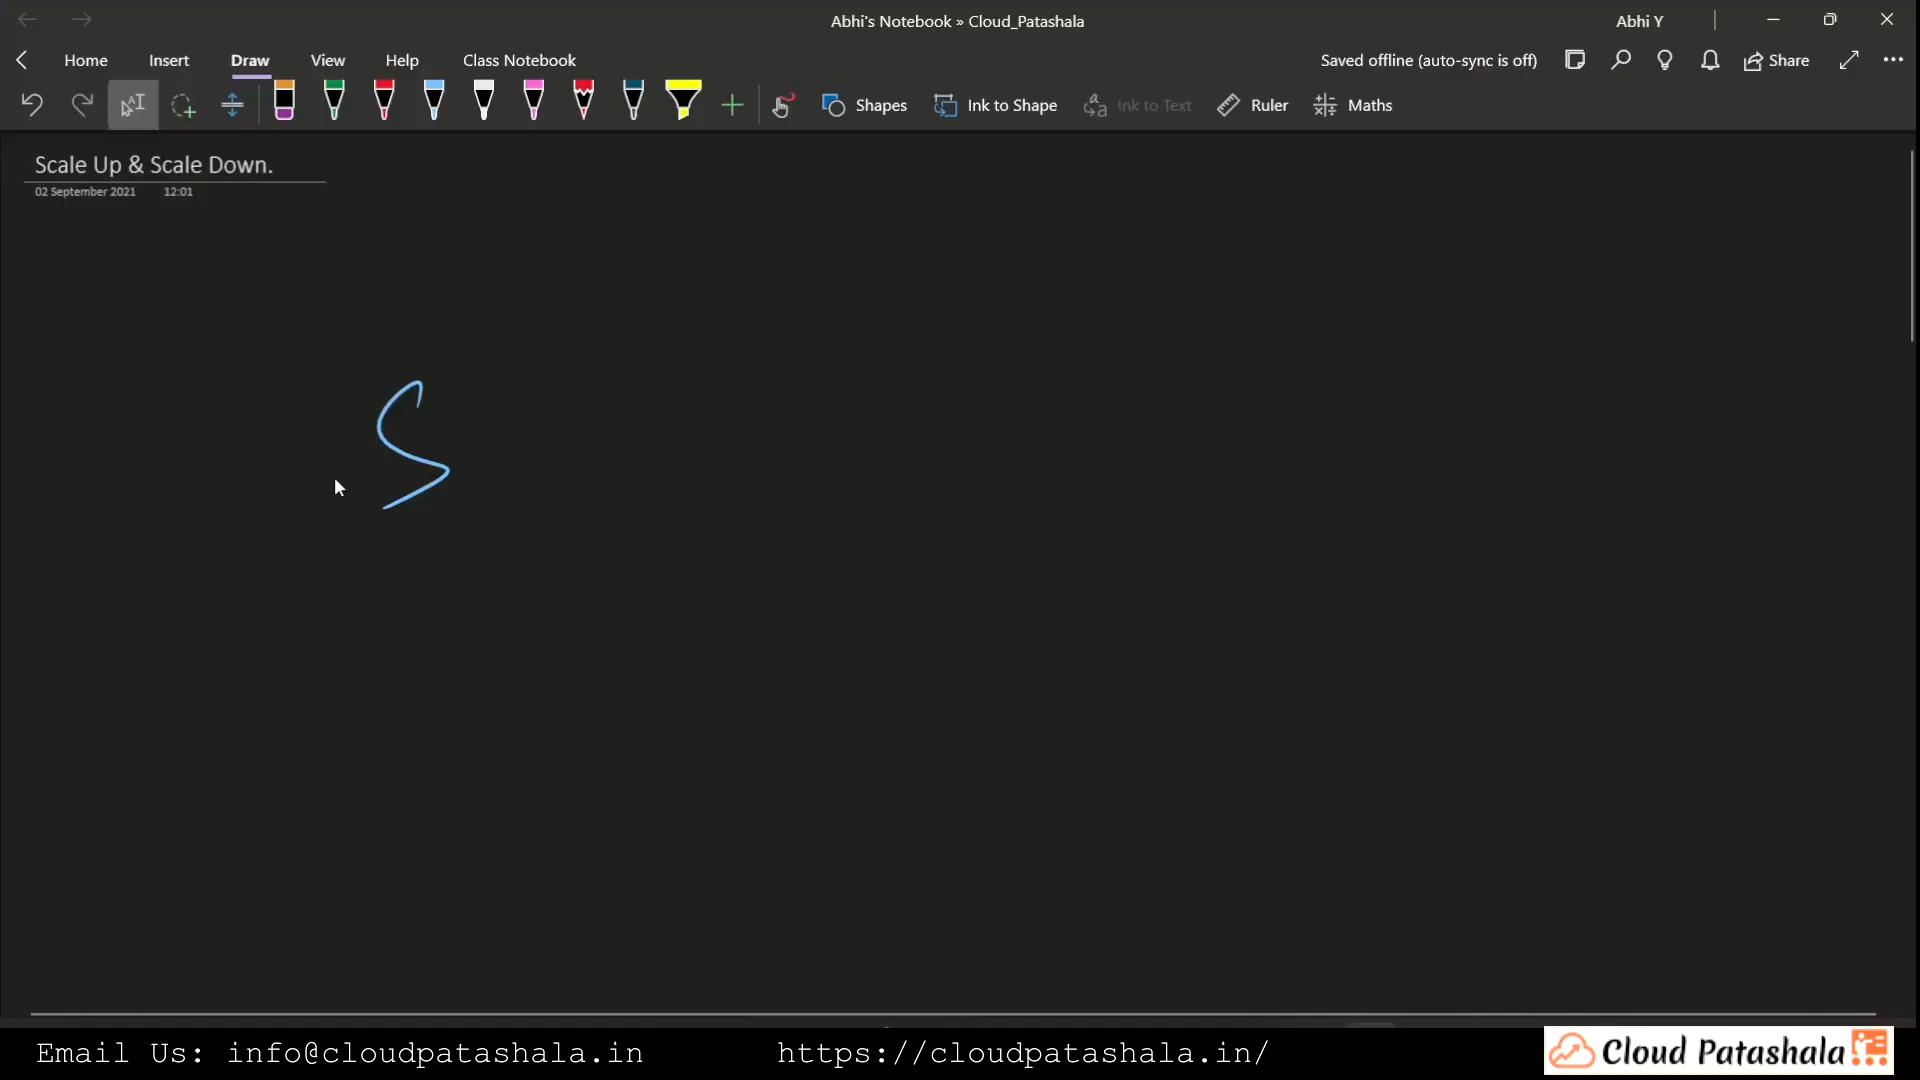 Abhi's Notebook » Cloud_Patashala
Abhi Y
Home Insert Draw View Help Class Notebook
Saved offline (auto-sync is off)
Share
Shapes Ink to Shape Ink to Text Ruler Maths
Scale Up & Scale Down.
02 September 2021 12:01
S
Email Us: info@cloudpatashala.in https://cloudpatashala.in/
Cloud Patashala